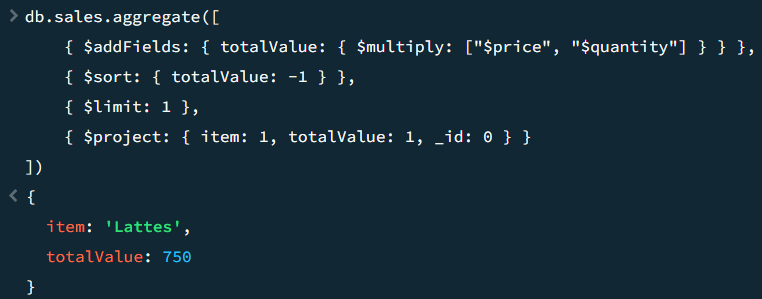 > db.sales.aggregate([
    { $addFields: { totalValue: { $multiply: ["$price", "$quantity"] } } },
    { $sort: { totalValue: -1 } },
    { $limit: 1 },
    { $project: { item: 1, totalValue: 1, _id: 0 } }
])
< {
  item: 'Lattes',
  totalValue: 750
}